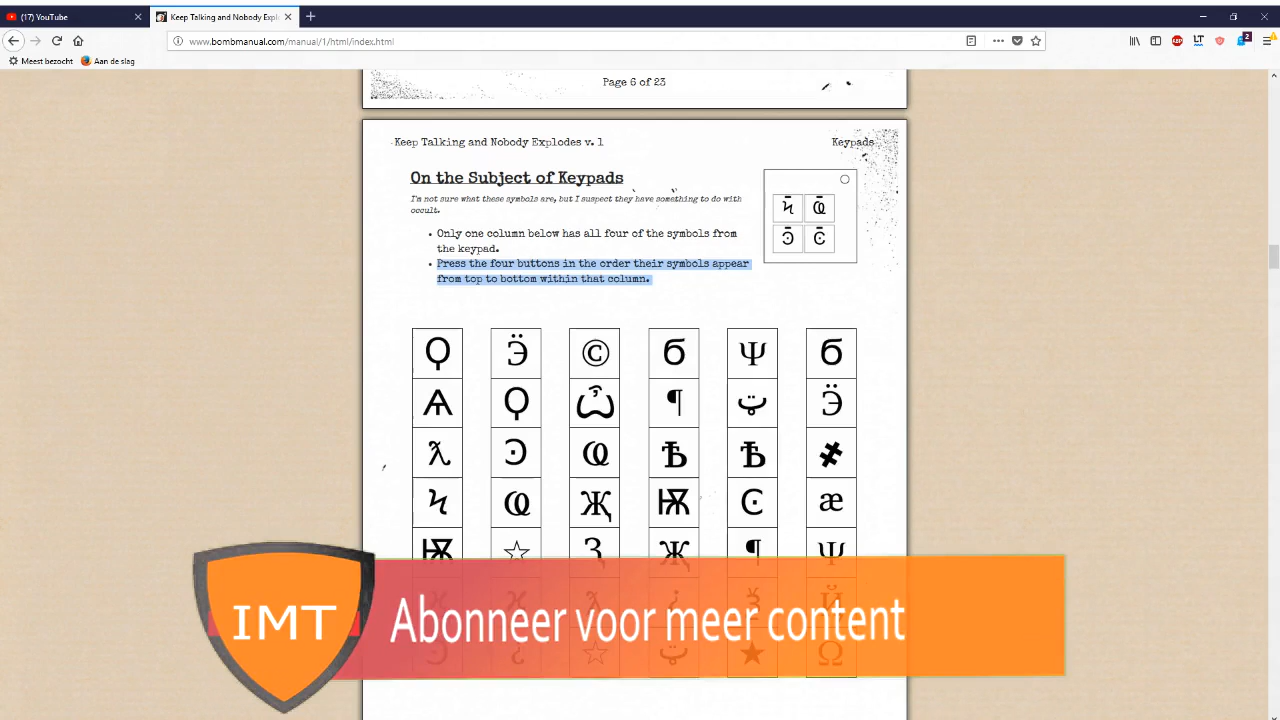 (17) YouTube
Keep Talking and Nobody Expl
www.bombmanual.com/manual/1/html/index.html
ABP
LT
2
Meest bezocht
Aan de slag
Page 6 of 23
Keep Talking and Nobody Explodes v. 1
Keypads
On the Subject of Keypads
I'm not sure what these symbols are, but I suspect they have something to do with
occult.
Only one column below has all four of the symbols from
the keypad.
Press the four buttons in the order their symbols appear
from top to bottom within that column.
Ϙ Ӭ © Ϭ Ψ Ϭ
Ѧ Ϙ Ѽ ¶ ټ Ӭ
ƛ Ͽ Ҩ Ѣ Ѣ ҂
Ϟ Ҩ Җ Ѭ Ͼ æ
Ѭ ☆ Ԇ Җ ¶ Ψ
IMT
Abonneer voor meer content